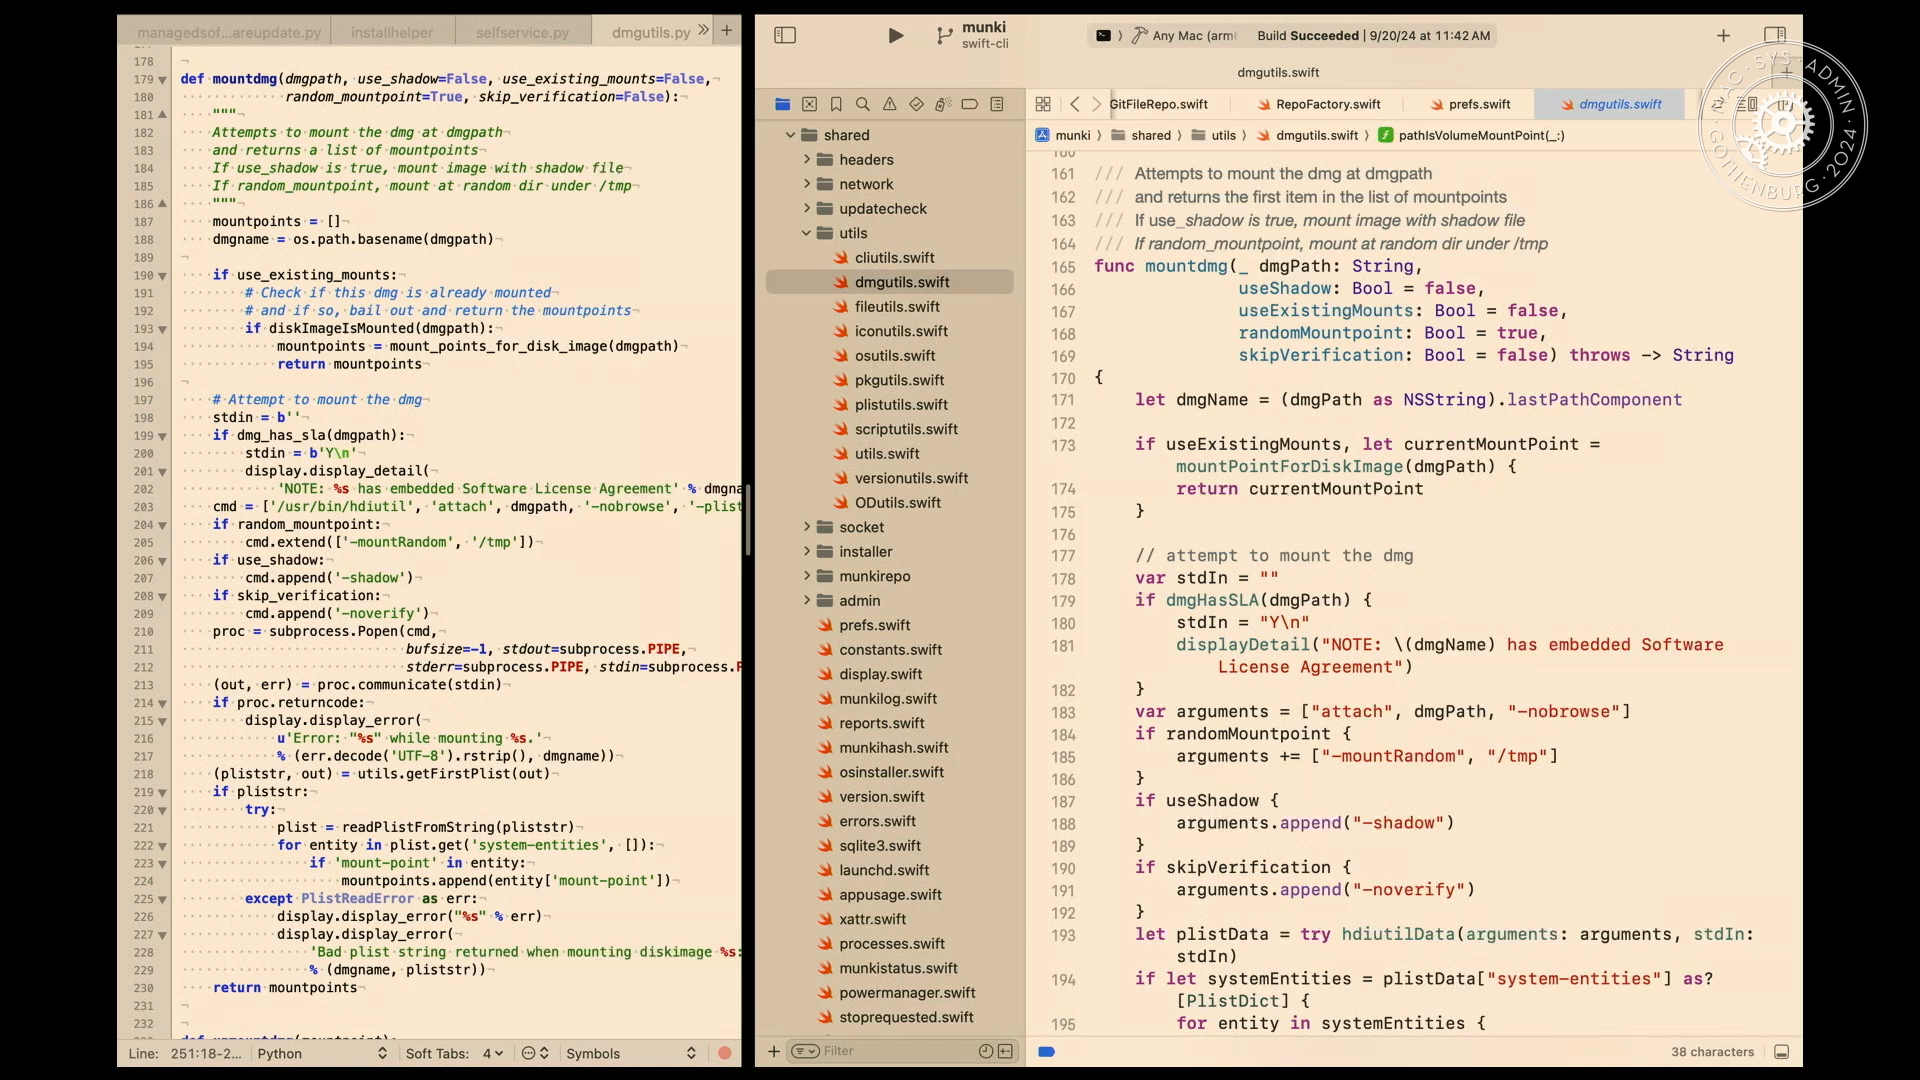 managedsof...areupdate.py installhelper selfservice.py dmgutils.py
178
179 def mountdmg(dmgpath, use_shadow=False, use_existing_mounts=False,
180 random_mountpoint=True, skip_verification=False):
181 """
182 Attempts to mount the dmg at dmgpath
183 and returns a list of mountpoints
184 If use_shadow is true, mount image with shadow file
185 If random_mountpoint, mount at random dir under /tmp
186 """
187 mountpoints = []
188 dmgname = os.path.basename(dmgpath)
189
190 if use_existing_mounts:
191 # Check if this dmg is already mounted
192 # and if so, bail out and return the mountpoints
193 if diskImageIsMounted(dmgpath):
194 mountpoints = mount_points_for_disk_image(dmgpath)
195 return mountpoints
196
197 # Attempt to mount the dmg
198 stdin = b''
199 if dmg_has_sla(dmgpath):
200 stdin = b'Y\n'
201 display.display_detail(
202 'NOTE: %s has embedded Software License Agreement' % dmgna
203 cmd = ['/usr/bin/hdiutil', 'attach', dmgpath, '-nobrowse', '-plist
204 if random_mountpoint:
205 cmd.extend(['-mountRandom', '/tmp'])
206 if use_shadow:
207 cmd.append('-shadow')
208 if skip_verification:
209 cmd.append('-noverify')
210 proc = subprocess.Popen(cmd,
211 bufsize=-1, stdout=subprocess.PIPE,
212 stderr=subprocess.PIPE, stdin=subprocess.P
213 (out, err) = proc.communicate(stdin)
214 if proc.returncode:
215 display.display_error(
216 u'Error: "%s" while mounting %s.'
217 % (err.decode('UTF-8').rstrip(), dmgname))
218 (pliststr, out) = utils.getFirstPlist(out)
219 if pliststr:
220 try:
221 plist = readPlistFromString(pliststr)
222 for entity in plist.get('system-entities', []):
223 if 'mount-point' in entity:
224 mountpoints.append(entity['mount-point'])
225 except PlistReadError as err:
226 display.display_error("%s" % err)
227 display.display_error(
228 'Bad plist string returned when mounting diskimage %s:
229 % (dmgname, pliststr))
230 return mountpoints
231
232
Line: 251:18-2... Python Soft Tabs: 4 Symbols
munki
swift-cli
Any Mac (arm
Build Succeeded | 9/20/24 at 11:42 AM
dmgutils.swift
shared
headers
network
updatecheck
utils
cliutils.swift
dmgutils.swift
fileutils.swift
iconutils.swift
osutils.swift
pkgutils.swift
plistutils.swift
scriptutils.swift
utils.swift
versionutils.swift
ODutils.swift
socket
installer
munkirepo
admin
prefs.swift
constants.swift
display.swift
munkilog.swift
reports.swift
munkihash.swift
osinstaller.swift
version.swift
errors.swift
sqlite3.swift
launchd.swift
appusage.swift
xattr.swift
processes.swift
munkistatus.swift
powermanager.swift
stoprequested.swift
Filter
GitFileRepo.swift RepoFactory.swift prefs.swift dmgutils.swift
munki shared utils dmgutils.swift pathIsVolumeMountPoint(_:)
160
161 /// Attempts to mount the dmg at dmgpath
162 /// and returns the first item in the list of mountpoints
163 /// If use_shadow is true, mount image with shadow file
164 /// If random_mountpoint, mount at random dir under /tmp
165 func mountdmg(_ dmgPath: String,
166 useShadow: Bool = false,
167 useExistingMounts: Bool = false,
168 randomMountpoint: Bool = true,
169 skipVerification: Bool = false) throws -> String
170 {
171 let dmgName = (dmgPath as NSString).lastPathComponent
172
173 if useExistingMounts, let currentMountPoint =
mountPointForDiskImage(dmgPath) {
174 return currentMountPoint
175 }
176
177 // attempt to mount the dmg
178 var stdIn = ""
179 if dmgHasSLA(dmgPath) {
180 stdIn = "Y\n"
181 displayDetail("NOTE: \(dmgName) has embedded Software
License Agreement")
182 }
183 var arguments = ["attach", dmgPath, "-nobrowse"]
184 if randomMountpoint {
185 arguments += ["-mountRandom", "/tmp"]
186 }
187 if useShadow {
188 arguments.append("-shadow")
189 }
190 if skipVerification {
191 arguments.append("-noverify")
192 }
193 let plistData = try hdiutilData(arguments: arguments, stdIn:
stdIn)
194 if let systemEntities = plistData["system-entities"] as?
[PlistDict] {
195 for entity in systemEntities {
38 characters
MAC·SYS·ADMIN
GOTHENBURG·2024